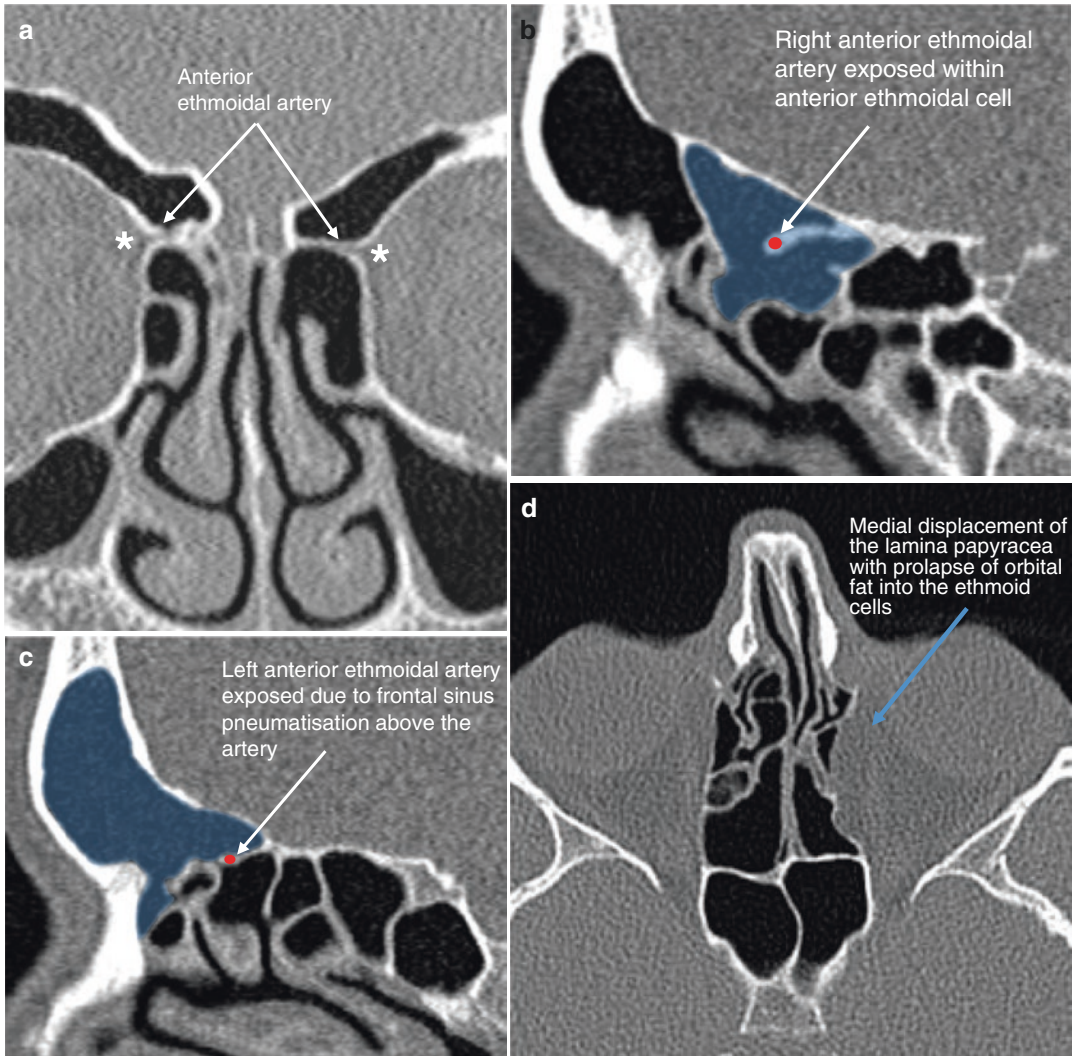 a
Anterior
ethmoidal artery
*
*
b
Right anterior ethmoidal
artery exposed within
anterior ethmoidal cell
c
Left anterior ethmoidal artery
exposed due to frontal sinus
pneumatisation above the
artery
d
Medial displacement of
the lamina papyracea
with prolapse of orbital
fat into the ethmoid
cells